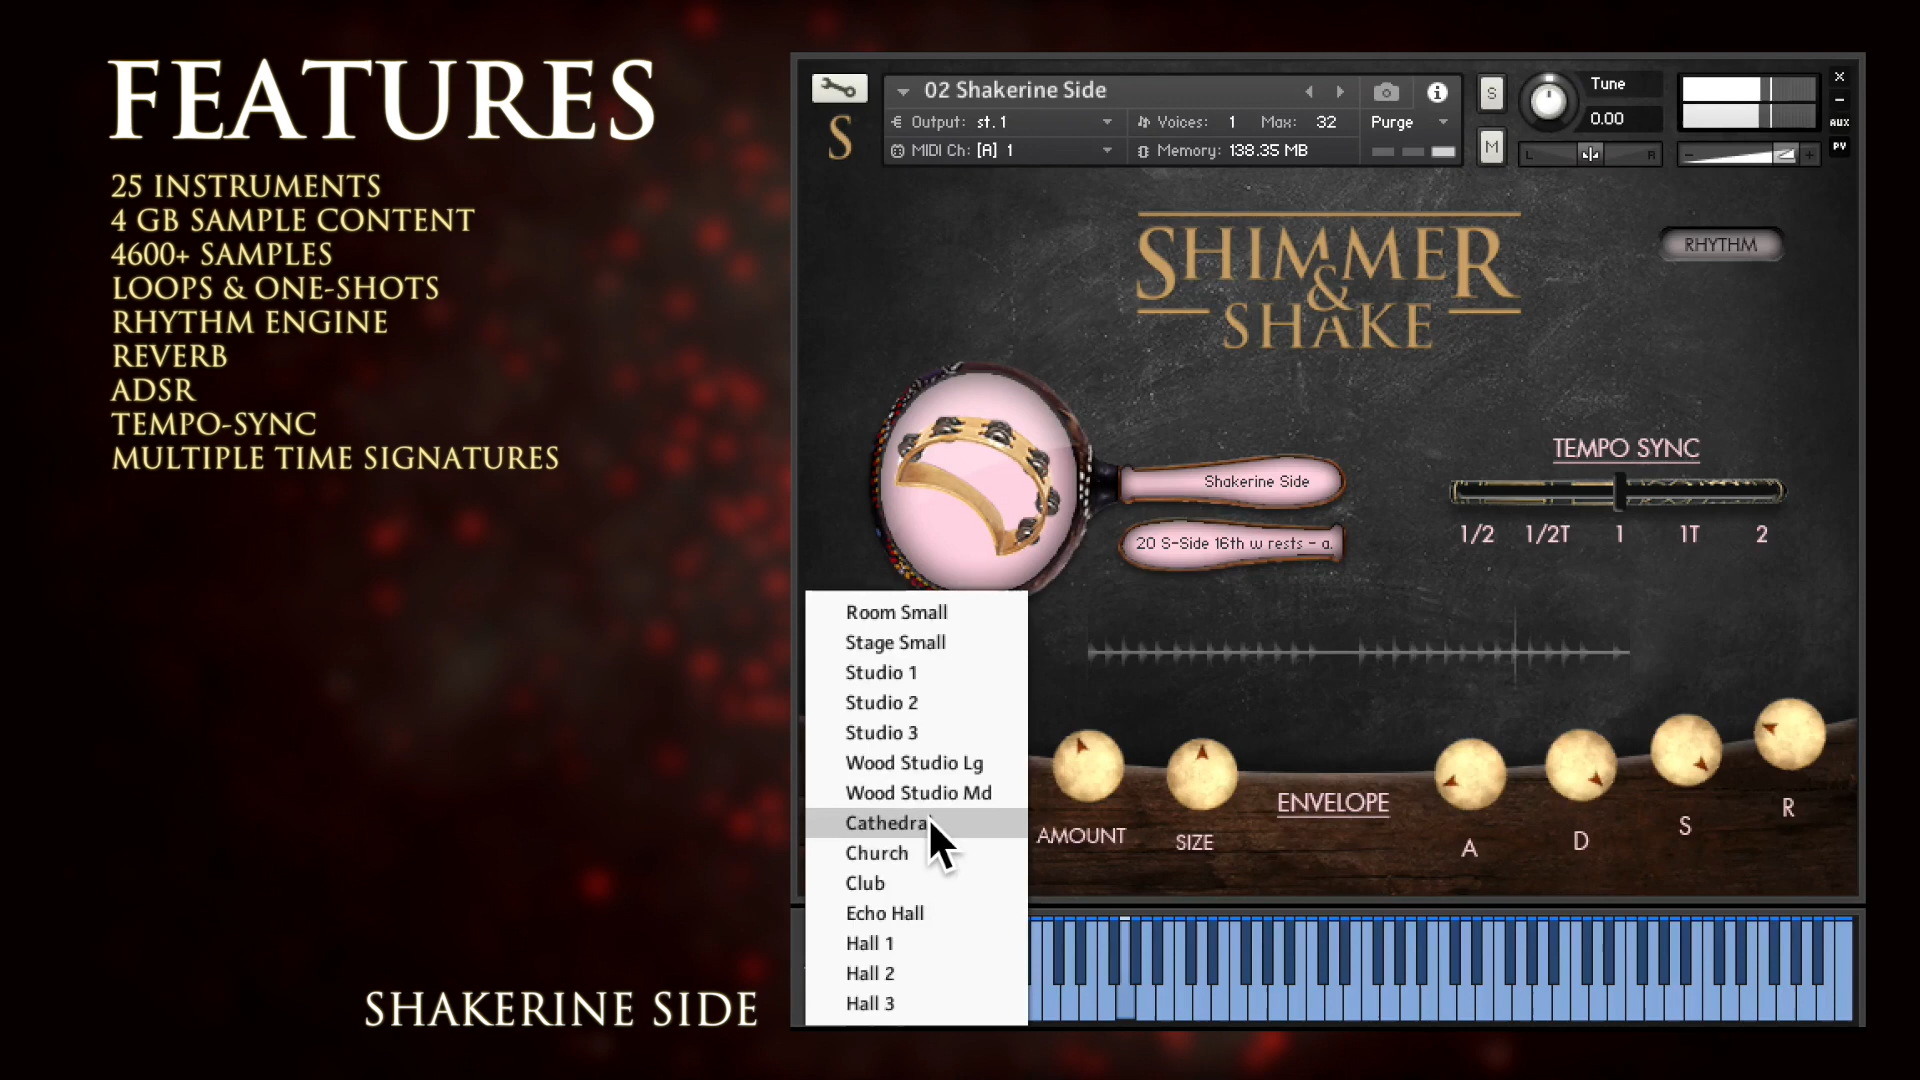 FEATURES
25 INSTRUMENTS
4 GB SAMPLE CONTENT
4600+ SAMPLES
LOOPS & ONE-SHOTS
RHYTHM ENGINE
REVERB
ADSR
TEMPO-SYNC
MULTIPLE TIME SIGNATURES
SHAKERINE SIDE
S
02 Shakerine Side
Output: st.1
Voices: 1 Max: 32
Purge
MIDI Ch: [A] 1
Memory: 138.35 MB
S
M
Tune
0.00
L R
- +
x
-
AUX
PV
SHIMMER
&
SHAKE
RHYTHM
Shakerine Side
20 S-Side 16th w rests - a.
TEMPO SYNC
1/2 1/2T 1 1T 2
Room Small
Stage Small
Studio 1
Studio 2
Studio 3
Wood Studio Lg
Wood Studio Md
Cathedral
Church
Club
Echo Hall
Hall 1
Hall 2
Hall 3
AMOUNT
SIZE
ENVELOPE
A
D
S
R